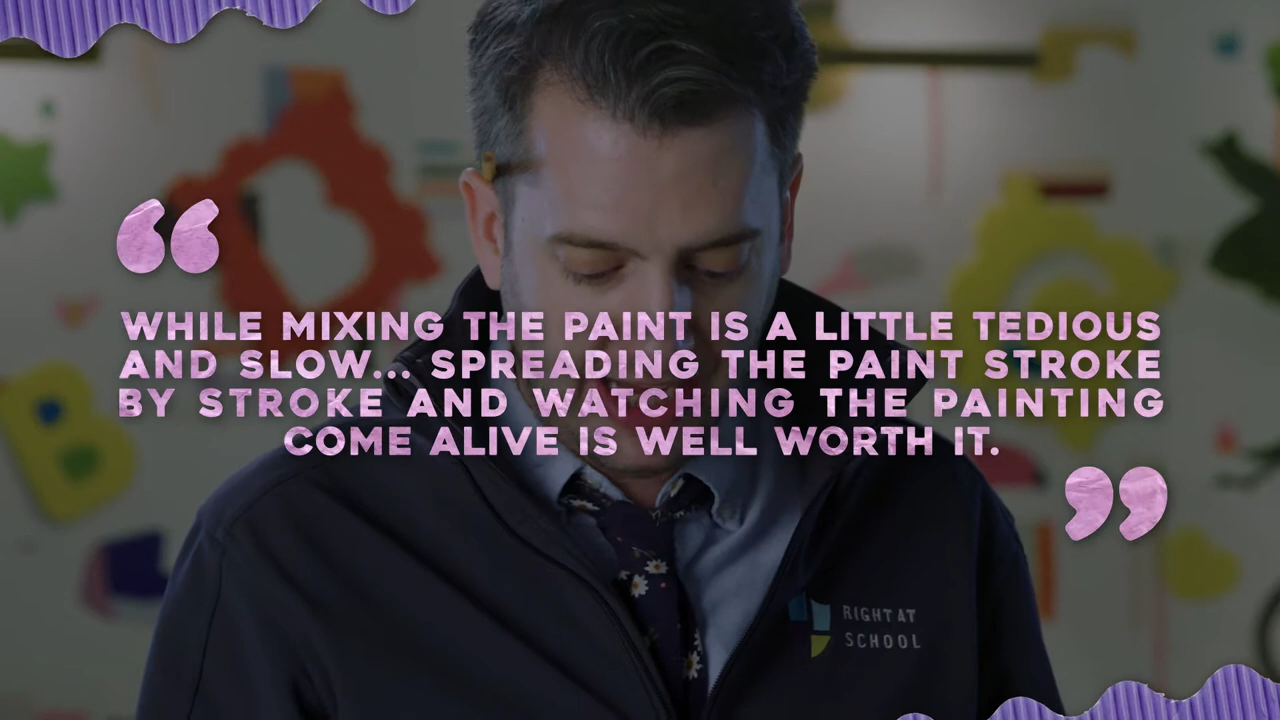 “
WHILE MIXING THE PAINT IS A LITTLE TEDIOUS
AND SLOW... SPREADING THE PAINT STROKE
BY STROKE AND WATCHING THE PAINTING
COME ALIVE IS WELL WORTH IT.
”
RIGHT AT
SCHOOL